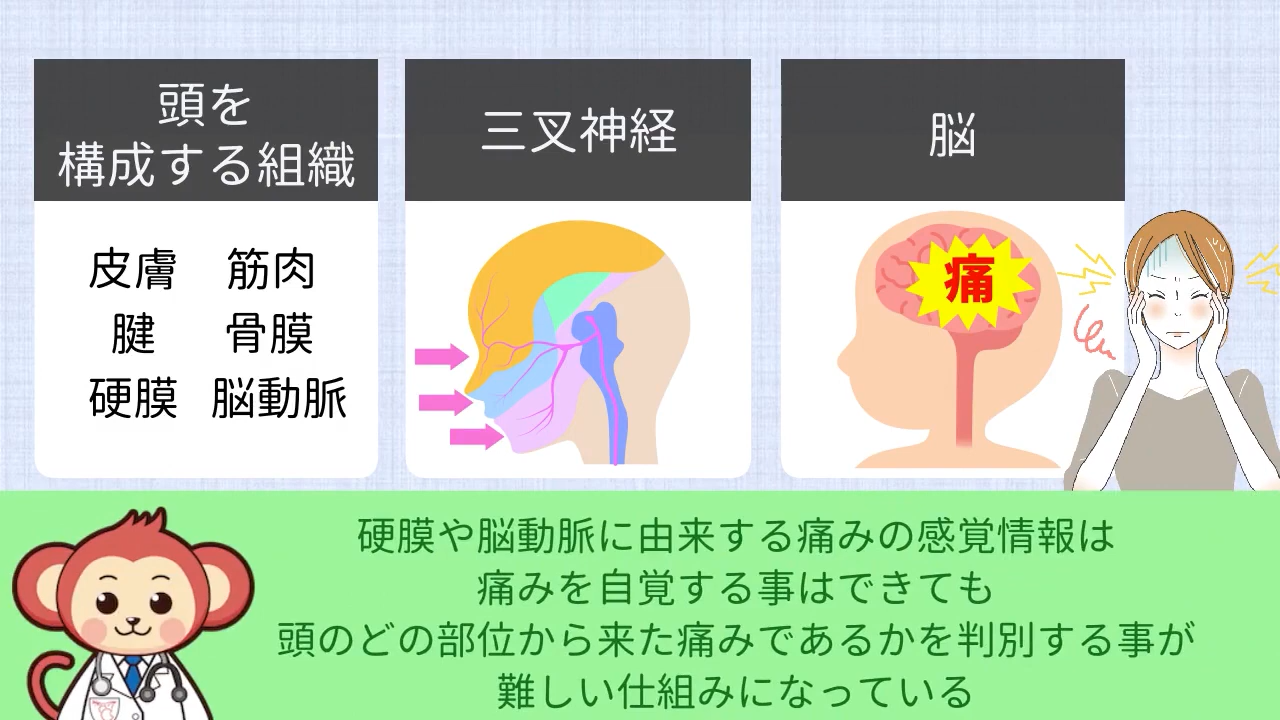 頭を
構成する組織
皮膚 筋肉
腱 骨膜
硬膜 脳動脈
三叉神経
脳
痛
硬膜や脳動脈に由来する痛みの感覚情報は
痛みを自覚する事はできても
頭のどの部位から来た痛みであるかを判別する事が
難しい仕組みになっている